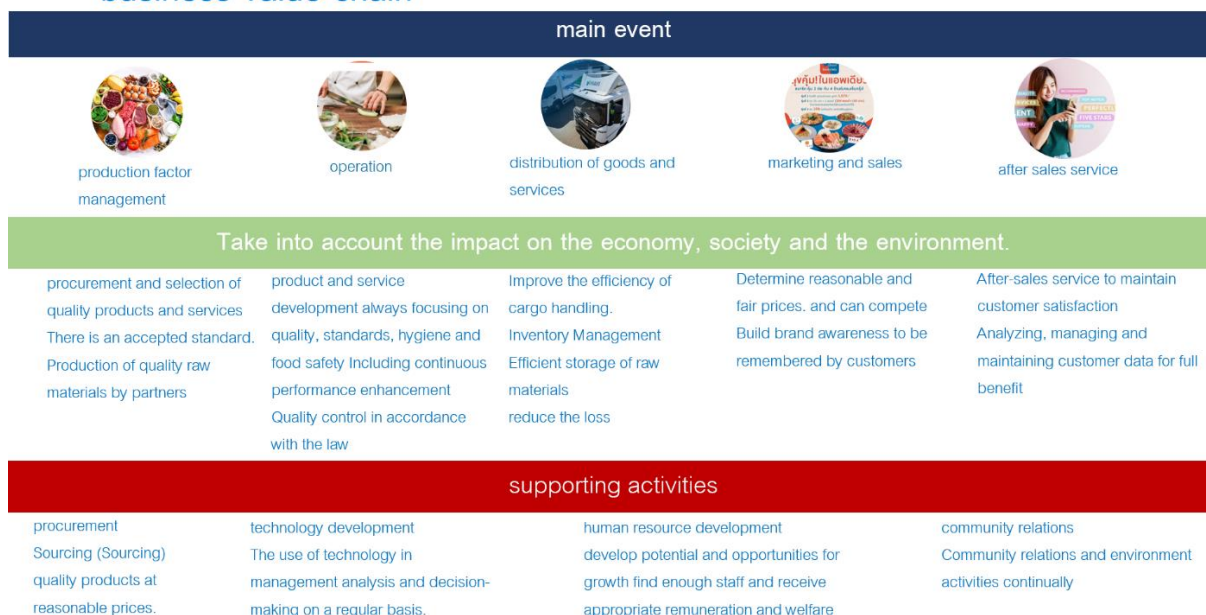 business value chain
main event
production factor
management
operation
distribution of goods and
services
marketing and sales
after sales service
Take into account the impact on the economy, society and the environment.
procurement and selection of
quality products and services
There is an accepted standard.
Production of quality raw
materials by partners
product and service
development always focusing on
quality, standards, hygiene and
food safety Including continuous
performance enhancement
Quality control in accordance
with the law
Improve the efficiency of
cargo handling.
Inventory Management
Efficient storage of raw
materials
reduce the loss
Determine reasonable and
fair prices. and can compete
Build brand awareness to be
remembered by customers
After-sales service to maintain
customer satisfaction
Analyzing, managing and
maintaining customer data for full
benefit
supporting activities
procurement
Sourcing (Sourcing)
quality products at
reasonable prices.
technology development
The use of technology in
management analysis and decision-
making on a regular basis.
human resource development
develop potential and opportunities for
growth find enough staff and receive
appropriate remuneration and welfare
community relations
Community relations and environment
activities continually